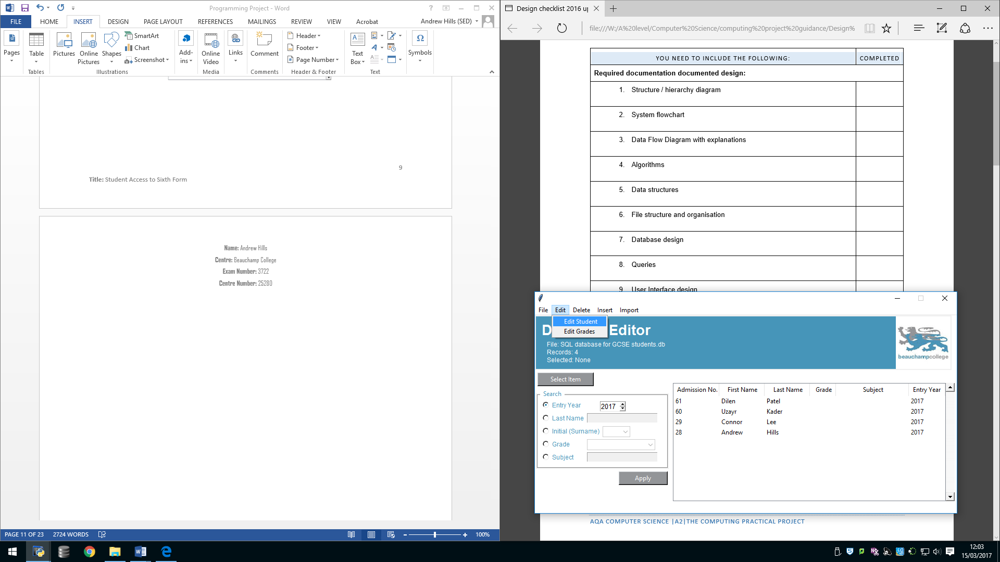 Programming Project - Word
FILE HOME INSERT DESIGN PAGE LAYOUT REFERENCES MAILINGS REVIEW VIEW Acrobat Andrew Hills (SED)
Pages
Table
Pictures
Online Pictures
Shapes
SmartArt
Chart
Screenshot
Add-ins
Online Video
Links
Comment
Header
Footer
Page Number
Text Box
Symbols
Tables Illustrations Media Comments Header & Footer Text
9
Title: Student Access to Sixth Form
Name: Andrew Hills
Centre: Beauchamp College
Exam Number: 3722
Centre Number: 25280
PAGE 11 OF 23 2724 WORDS 100%
Design checklist 2016 up
file:///W:/A%20level/Computer%20Science/computing%20project%20guidance/Design%
YOU NEED TO INCLUDE THE FOLLOWING: COMPLETED
Required documentation documented design:
1. Structure / hierarchy diagram
2. System flowchart
3. Data Flow Diagram with explanations
4. Algorithms
5. Data structures
6. File structure and organisation
7. Database design
8. Queries
9. User Interface design
File Edit Delete Insert Import
Edit Student
Edit Grades
D Editor
File: SQL database for GCSE students.db
Records: 4
Selected: None
beauchampcollege
Select Item
Search
Entry Year 2017
Last Name
Initial (Surname)
Grade
Subject
Apply
Admission No. First Name Last Name Grade Subject Entry Year
61 Dilen Patel 2017
60 Uzayr Kader 2017
29 Connor Lee 2017
28 Andrew Hills 2017
AQA COMPUTER SCIENCE |A2|THE COMPUTING PRACTICAL PROJECT
12:03
15/03/2017